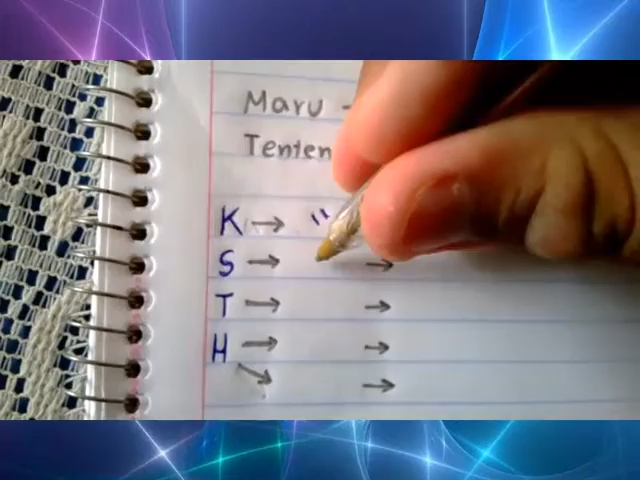 Maru -
Tenten
K → "
S → →
T → →
H → →
↘ →